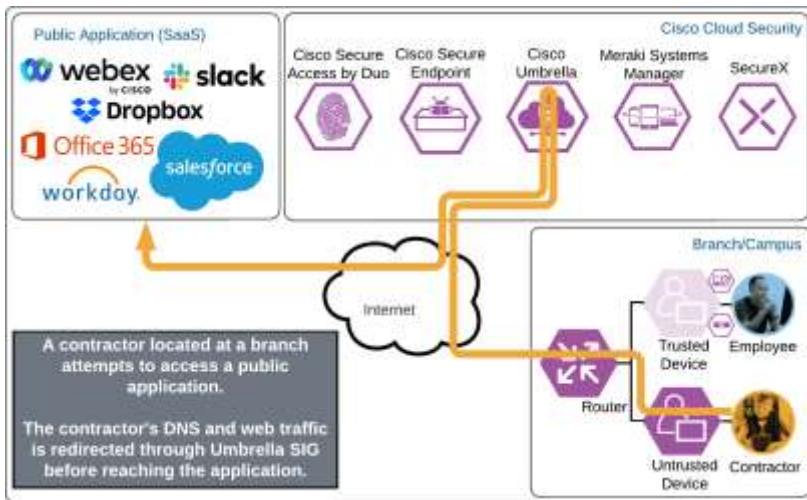 Public Application (SaaS)
webex
by CISCO
slack
Dropbox
Office 365
salesforce
workday.
Cisco Cloud Security
Cisco Secure
Access by Duo
Cisco Secure
Endpoint
Cisco
Umbrella
Meraki Systems
Manager
SecureX
Internet
Branch/Campus
Trusted
Device
Employee
Router
Untrusted
Device
Contractor
A contractor located at a branch
attempts to access a public
application.
The contractor's DNS and web traffic
is redirected through Umbrella SIG
before reaching the application.